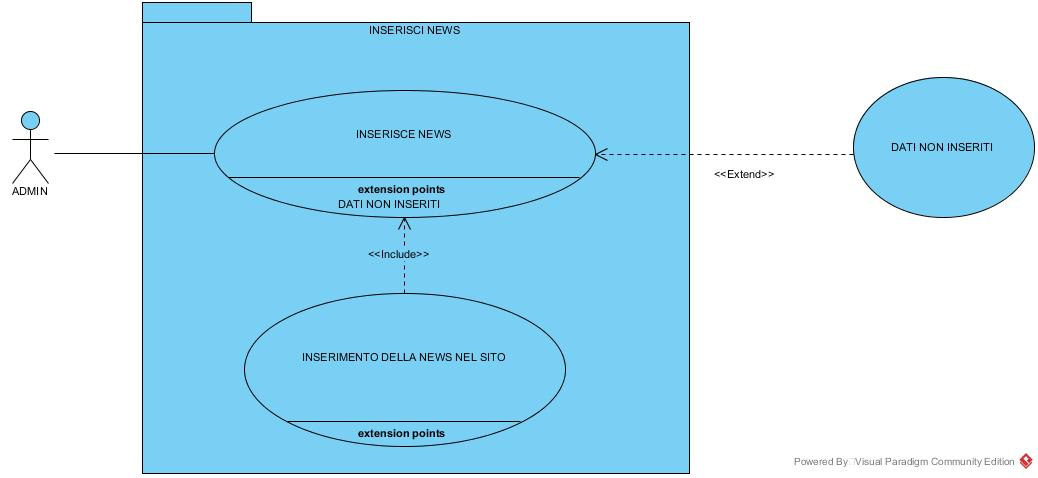 INSERISCI NEWS
INSERISCE NEWS
extension points
DATI NON INSERITI
ADMIN
DATI NON INSERITI
<<Extend>>
<<Include>>
INSERIMENTO DELLA NEWS NEL SITO
extension points
Powered By Visual Paradigm Community Edition